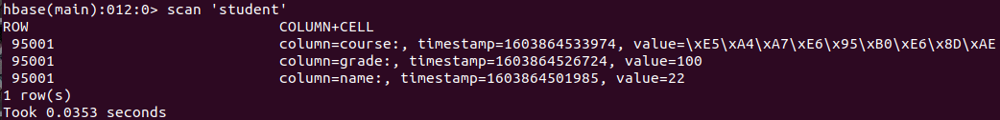 hbase(main):012:0> scan 'student'
ROW                          COLUMN+CELL
 95001                       column=course:, timestamp=1603864533974, value=\xE5\xA4\xA7\xE6\x95\xB0\xE6\x8D\xAE
 95001                       column=grade:, timestamp=1603864526724, value=100
 95001                       column=name:, timestamp=1603864501985, value=22
1 row(s)
Took 0.0353 seconds